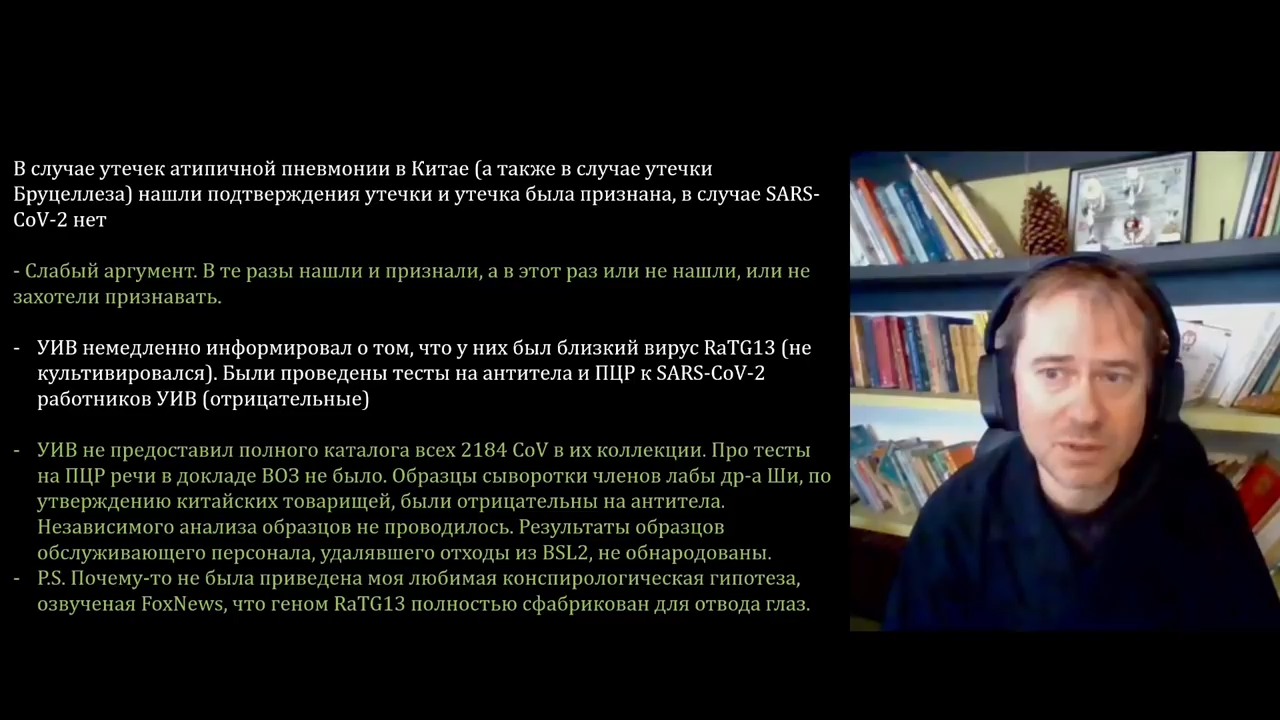 В случае утечек атипичной пневмонии в Китае (а также в случае утечки
Бруцеллеза) нашли подтверждения утечки и утечка была признана, в случае SARS-
CoV-2 нет
- Слабый аргумент. В те разы нашли и признали, а в этот раз или не нашли, или не
захотели признавать.
- УИВ немедленно информировал о том, что у них был близкий вирус RaTG13 (не
культивировался). Были проведены тесты на антитела и ПЦР к SARS-CoV-2
работников УИВ (отрицательные)
- УИВ не предоставил полного каталога всех 2184 CoV в их коллекции. Про тесты
на ПЦР речи в докладе ВОЗ не было. Образцы сыворотки членов лабы др-а Ши, по
утверждению китайских товарищей, были отрицательны на антитела.
Независимого анализа образцов не проводилось. Результаты образцов
обслуживающего персонала, удалявшего отходы из BSL2, не обнародованы.
- P.S. Почему-то не была приведена моя любимая конспирологическая гипотеза,
озвученная FoxNews, что геном RaTG13 полностью сфабрикован для отвода глаз.